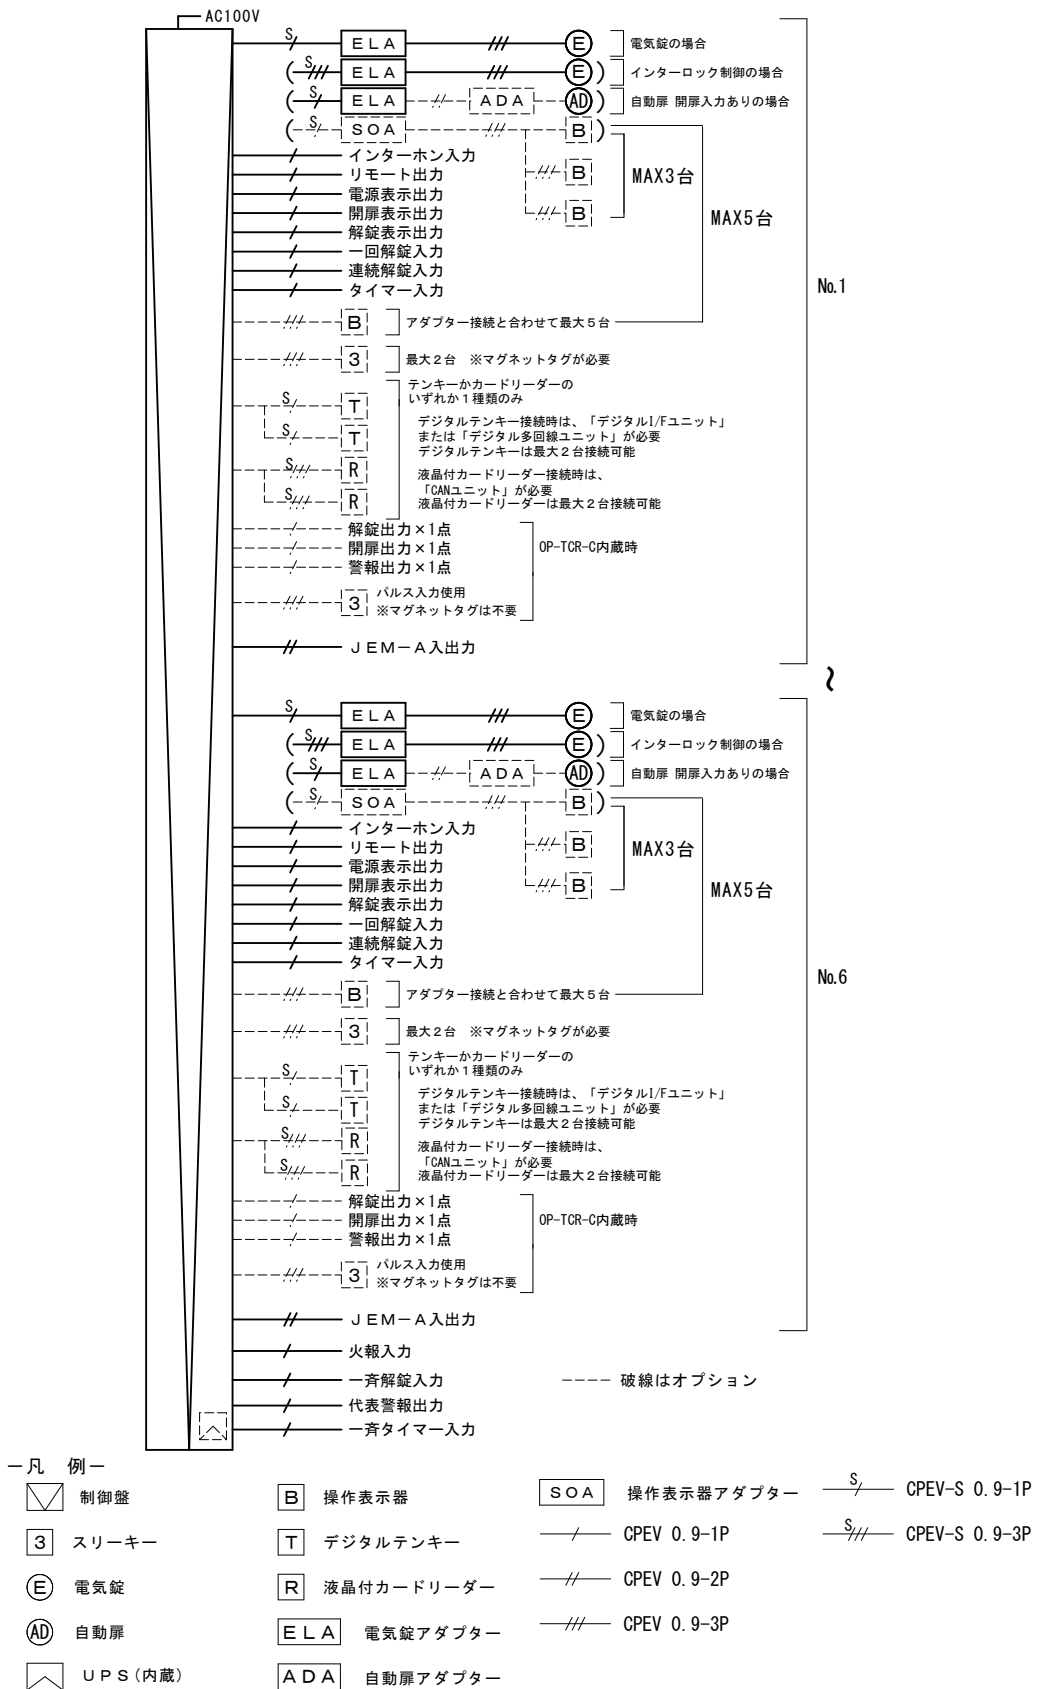 AC100V
S ELA E 電気錠の場合
( S ELA E ) インターロック制御の場合
( S ELA ADA AD ) 自動扉 開扉入力ありの場合
( S SOA B )
インターホン入力
リモート出力
電源表示出力
開扉表示出力
解錠表示出力
一回解錠入力
連続解錠入力
タイマー入力
B
B
MAX3台
MAX5台
No.1
B アダプター接続と合わせて最大5台
3 最大2台 ※マグネットタグが必要
テンキーかカードリーダーの
いずれか1種類のみ
S T
S T
S R
S R
デジタルテンキー接続時は、「デジタルI/Fユニット」
または「デジタル多回線ユニット」が必要
デジタルテンキーは最大2台接続可能
液晶付カードリーダー接続時は、
「CANユニット」が必要
液晶付カードリーダーは最大2台接続可能
解錠出力×1点
開扉出力×1点
警報出力×1点
OP-TCR-C内蔵時
3 パルス入力使用
※マグネットタグは不要
JEM－A入出力
〜
S ELA E 電気錠の場合
( S ELA E ) インターロック制御の場合
( S ELA ADA AD ) 自動扉 開扉入力ありの場合
( S SOA B )
インターホン入力
リモート出力
電源表示出力
開扉表示出力
解錠表示出力
一回解錠入力
連続解錠入力
タイマー入力
B
B
MAX3台
MAX5台
No.6
B アダプター接続と合わせて最大5台
3 最大2台 ※マグネットタグが必要
テンキーかカードリーダーの
いずれか1種類のみ
S T
S T
S R
S R
デジタルテンキー接続時は、「デジタルI/Fユニット」
または「デジタル多回線ユニット」が必要
デジタルテンキーは最大2台接続可能
液晶付カードリーダー接続時は、
「CANユニット」が必要
液晶付カードリーダーは最大2台接続可能
解錠出力×1点
開扉出力×1点
警報出力×1点
OP-TCR-C内蔵時
3 パルス入力使用
※マグネットタグは不要
JEM－A入出力
火報入力
一斉解錠入力
代表警報出力
一斉タイマー入力
破線はオプション
－凡 例－
制御盤
3 スリーキー
E 電気錠
AD 自動扉
UPS(内蔵)
B 操作表示器
T デジタルテンキー
R 液晶付カードリーダー
ELA 電気錠アダプター
ADA 自動扉アダプター
SOA 操作表示器アダプター
CPEV 0.9-1P
CPEV 0.9-2P
CPEV 0.9-3P
S CPEV-S 0.9-1P
S CPEV-S 0.9-3P